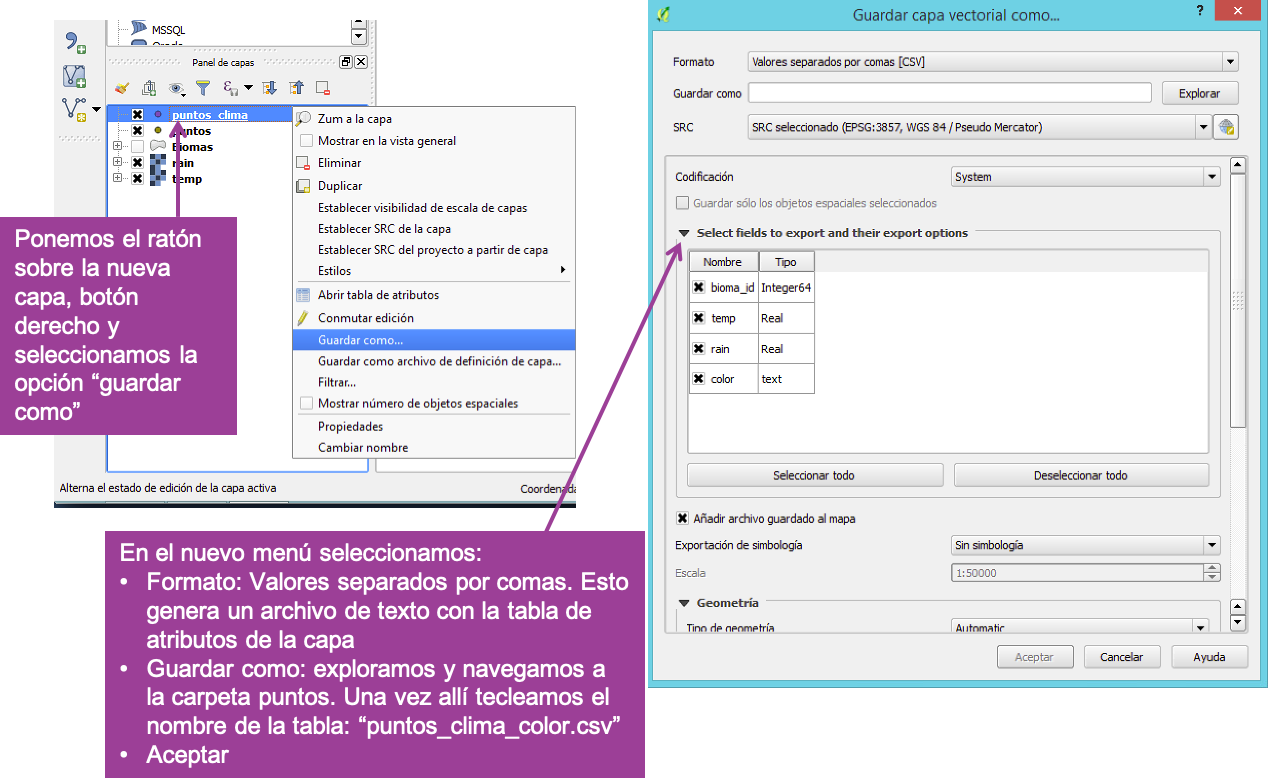 MSSQL
Panel de capas
puntos_clima
puntos
Biomas
rain
temp
Zum a la capa
Mostrar en la vista general
Eliminar
Duplicar
Establecer visibilidad de escala de capas
Establecer SRC de la capa
Establecer SRC del proyecto a partir de capa
Estilos
Abrir tabla de atributos
Conmutar edición
Guardar como...
Guardar como archivo de definición de capa...
Filtrar...
Mostrar número de objetos espaciales
Propiedades
Cambiar nombre
Alterna el estado de edición de la capa activa
Coordenada
Ponemos el ratón
sobre la nueva
capa, botón
derecho y
seleccionamos la
opción “guardar
como”
Guardar capa vectorial como...
Formato
Valores separados por comas [CSV]
Guardar como
Explorar
SRC
SRC seleccionado (EPSG:3857, WGS 84 / Pseudo Mercator)
Codificación
System
Guardar sólo los objetos espaciales seleccionados
Select fields to export and their export options
Nombre Tipo
bioma_id Integer64
temp Real
rain Real
color text
Seleccionar todo
Deseleccionar todo
Añadir archivo guardado al mapa
Exportación de simbología
Sin simbología
Escala
1:50000
Geometría
Tipo de geometría
Automatic
Aceptar
Cancelar
Ayuda
En el nuevo menú seleccionamos:
• Formato: Valores separados por comas. Esto
genera un archivo de texto con la tabla de
atributos de la capa
• Guardar como: exploramos y navegamos a
la carpeta puntos. Una vez allí tecleamos el
nombre de la tabla: “puntos_clima_color.csv”
• Aceptar